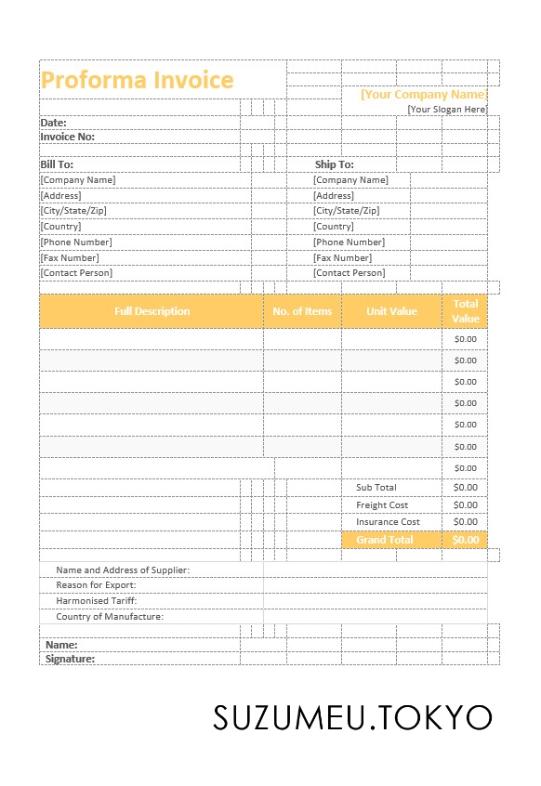 Proforma Invoice
[Your Company Name]
[Your Slogan Here]
Date:
Invoice No:
Bill To: Ship To:
[Company Name] [Company Name]
[Address] [Address]
[City/State/Zip] [City/State/Zip]
[Country] [Country]
[Phone Number] [Phone Number]
[Fax Number] [Fax Number]
[Contact Person] [Contact Person]
Full Description No. of Items Unit Value Total Value
$0.00
$0.00
$0.00
$0.00
$0.00
$0.00
$0.00
Sub Total $0.00
Freight Cost $0.00
Insurance Cost $0.00
Grand Total $0.00
Name and Address of Supplier:
Reason for Export:
Harmonised Tariff:
Country of Manufacture:
Name:
Signature:
SUZUMEU.TOKYO